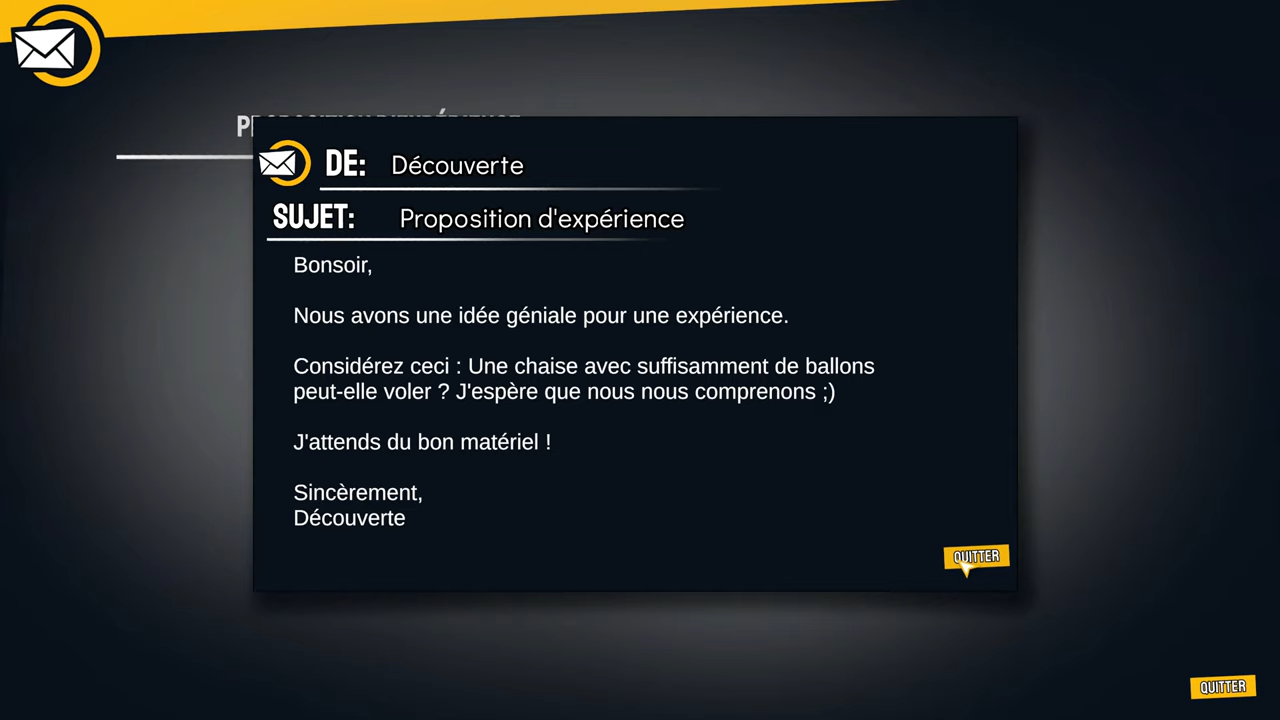 DE: Découverte
SUJET: Proposition d'expérience
Bonsoir,
Nous avons une idée géniale pour une expérience.
Considérez ceci : Une chaise avec suffisamment de ballons
peut-elle voler ? J'espère que nous nous comprenons ;)
J'attends du bon matériel !
Sincèrement,
Découverte
QUITTER
QUITTER